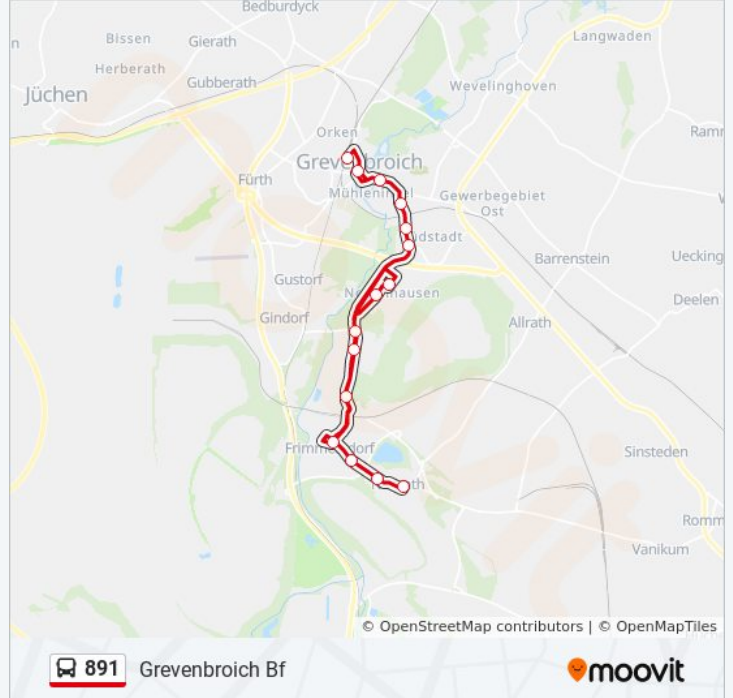 Bedburdyck
Bissen
Gierath
Langwaden
Herberath
Gubberath
Jüchen
Wevelinghoven
Orken
Grevenbroich
Fürth
Gewerbegebiet
Ost
Barrenstein
Gustorf
Deelen
Gindorf
Allrath
Sinsteden
Vanikum
© OpenStreetMap contributors | © OpenMapTiles
891 Grevenbroich Bf
moovit